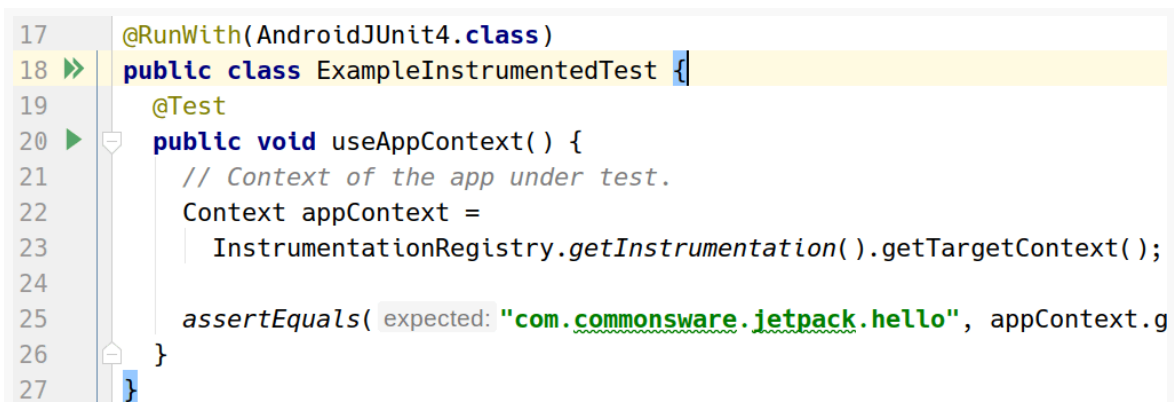 17 @RunWith(AndroidJUnit4.class)
18 public class ExampleInstrumentedTest {
19 @Test
20 public void useAppContext() {
21 // Context of the app under test.
22 Context appContext =
23 InstrumentationRegistry.getInstrumentation().getTargetContext();
24
25 assertEquals( expected: "com.commonsware.jetpack.hello", appContext.g
26 }
27 }